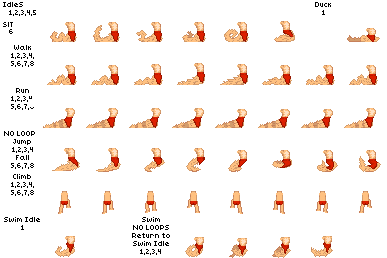 IdleS
1,2,3,4,5
Duck
1
SIT
6
Walk
1,2,3,4,
5,6,7,8
Run
1,2,3,
5,6,7,
NO LOOP
Jump
1,2,3,4
Fall
5,6,7,8
Climb
1,2,3,4,
5,6,7,8
Swim Idle
1
Swim
NO LOOPS
Return to
Swim Idle
1,2,3,4